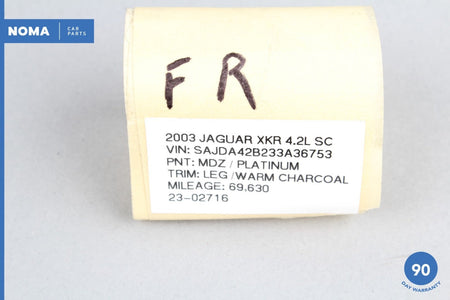 NOMA CAR PARTS
FR
2003 JAGUAR XKR 4.2L SC
VIN: SAJDA42B233A36753
PNT: MDZ / PLATINUM
TRIM: LEG /WARM CHARCOAL
MILEAGE: 69,630
23-02716
90
DAY WARRANTY